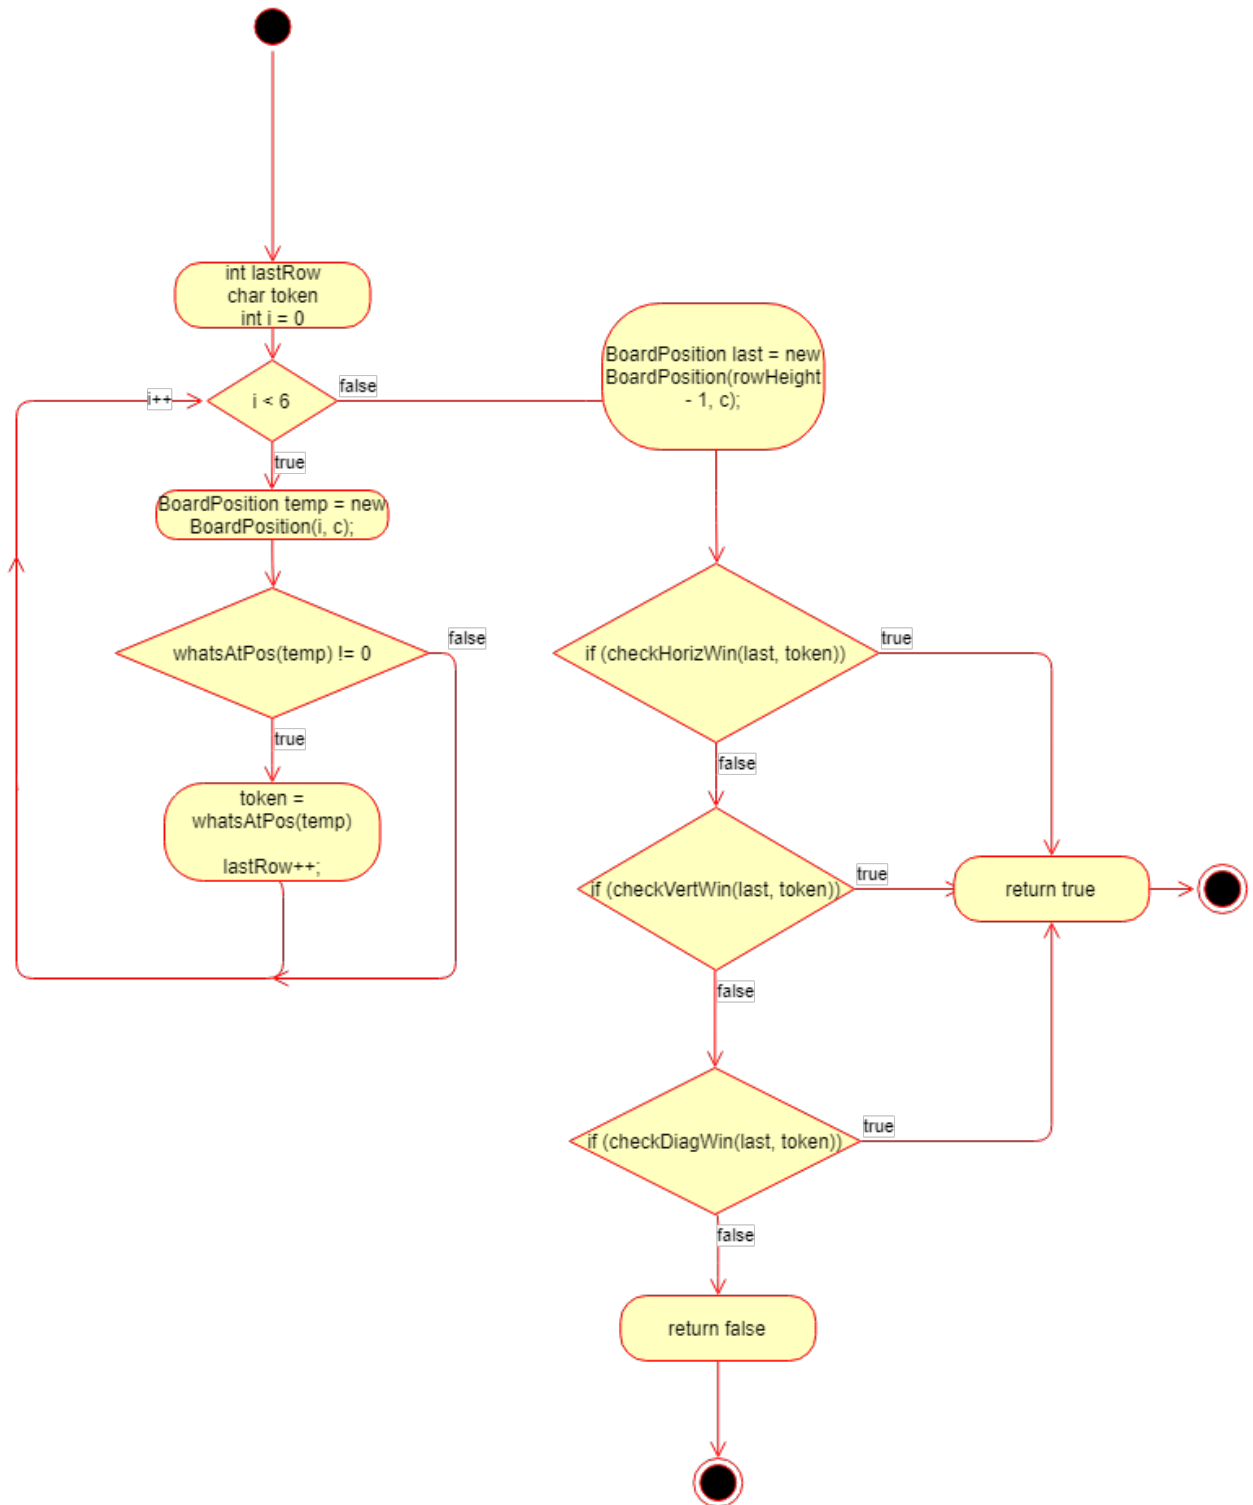 int lastRow
char token
int i = 0
i++
i < 6
false
true
BoardPosition temp = new
BoardPosition(i, c);
whatsAtPos(temp) != 0
false
true
token =
whatsAtPos(temp)
lastRow++;
BoardPosition last = new
BoardPosition(rowHeight
- 1, c);
if (checkHorizWin(last, token))
true
false
if (checkVertWin(last, token))
true
false
if (checkDiagWin(last, token))
true
false
return true
return false